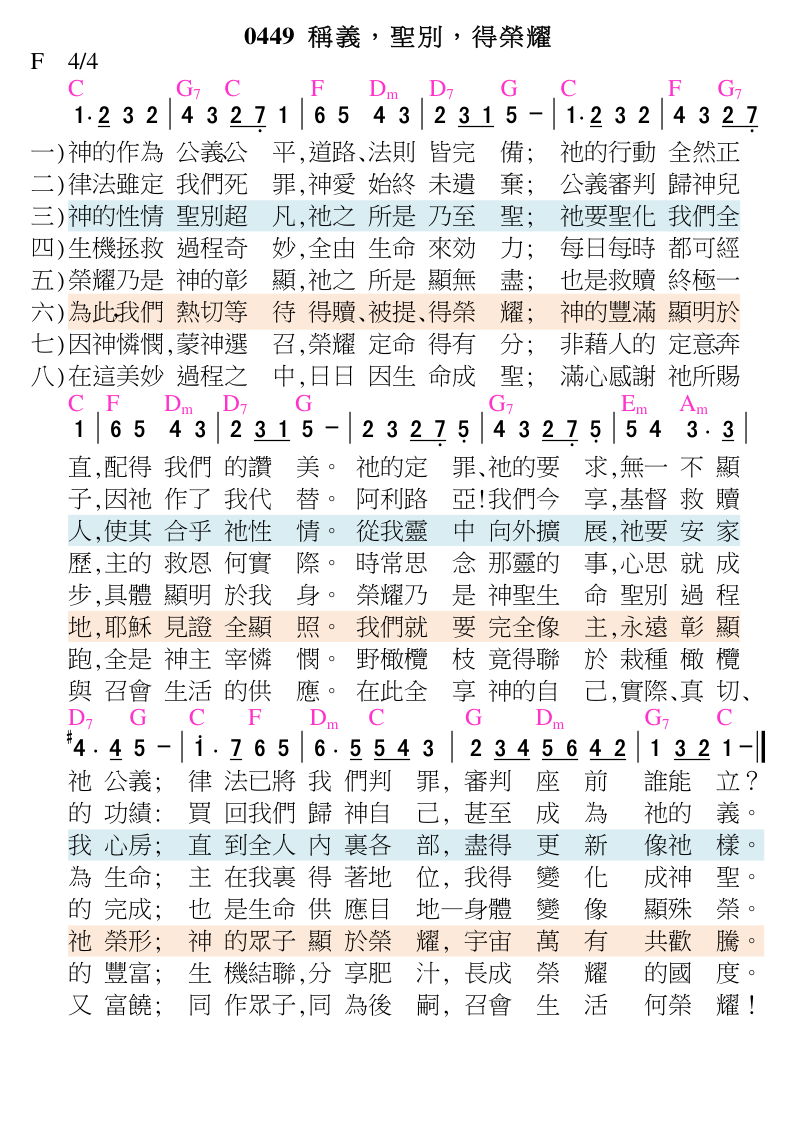 0449 稱義，聖別，得榮耀
F 4/4
C G7 C F Dm D7 G C F G7
1· 2 3 2 | 4 3 2 7 1 | 6 5 4 3 | 2 3 1 5 − | 1· 2 3 2 | 4 3 2 7
一)神的作為 公義、公 平,道路、法則 皆完 備; 祂的行動 全然正
二)律法雖定 我們死 罪,神愛 始終 未遺 棄; 公義審判 歸神兒
三)神的性情 聖別超 凡,祂之 所是 乃至 聖; 祂要聖化 我們全
四)生機拯救 過程奇 妙,全由 生命 來効 力; 每日每時 都可經
五)榮耀乃是 神的彰 顯,祂之 所是 顯無 盡; 也是救贖 終極一
六)為此,我們 熱切等 待 得贖、被提、得榮 耀; 神的豐滿 顯明於
七)因神憐憫,蒙神選 召,榮耀 定命 得有 分; 非藉人的 定意、奔
八)在這美妙 過程之 中,日日 因生 命成 聖; 滿心感謝 祂所賜
C F Dm D7 G G7 Em Am
1 | 6 5 4 3 | 2 3 1 5 − | 2 3 2 7 5 | 4 3 2 7 5 | 5 4 3 · 3 |
直,配得 我們 的讚 美。 祂的定 罪、祂的要 求,無一 不 顯
子,因祂 作了 我代 替。 阿利路 亞!我們今 享,基督 救 贖
人,使其 合乎 祂性 情。 從我靈 中 向外擴 展,祂要 安 家
歷,主的 救恩 何實 際。 時常思 念 那靈的 事,心思 就 成
步,具體 顯明 於我 身。 榮耀乃 是 神聖生 命 聖別 過 程
地,耶穌 見證 全顯 照。 我們就 要 完全像 主,永遠 彰 顯
跑,全是 神主 宰憐 憫。 野橄欖 枝 竟得聯 於 栽種 橄 欖
與 召會 生活 的供 應。 在此全 享 神的自 己,實際、真 切、
D7 G C F Dm C G Dm G7 C
#4 · 4 5 − | 1 · 7 6 5 | 6 · 5 5 4 3 | 2 3 4 5 6 4 2 | 1 3 2 1 − ‖
祂 公義; 律 法已將 我 們判 罪, 審判 座 前 誰能 立？
的 功績: 買 回我們 歸 神自 己, 甚至 成 為 祂的 義。
我 心房; 直 到全人 內 裏各 部, 盡得 更 新 像祂 樣。
為 生命; 主 在我裏 得 著地 位, 我得 變 化 成神 聖。
的 完成; 也 是生命 供 應目 地—身體 變 像 顯殊 榮。
祂 榮形; 神 的眾子 顯 於榮 耀, 宇宙 萬 有 共歡 騰。
的 豐富; 生 機結聯,分 享肥 汁, 長成 榮 耀 的國 度。
又 富饒; 同 作眾子,同 為後 嗣, 召會 生 活 何榮 耀！